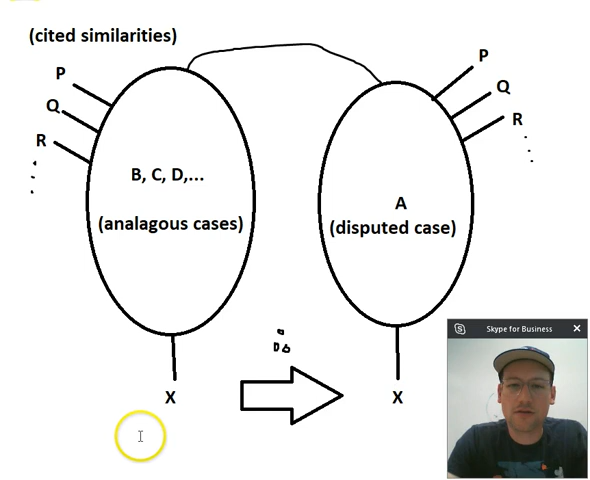 (cited similarities)
P
Q
R
P
Q
R
B, C, D,...
(analagous cases)
A
(disputed case)
X
X
Skype for Business